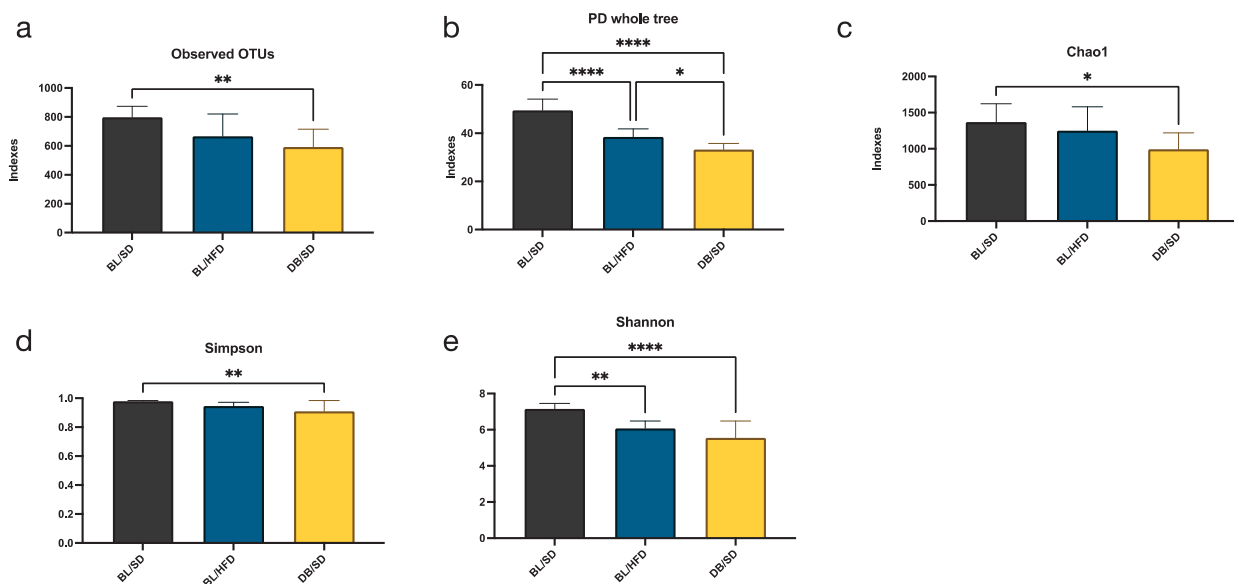 a
Observed OTUs
**
Indexes
1000
800
600
400
200
0
BL/SD
BL/HFD
DB/SD
b
PD whole tree
****
****
*
Indexes
60
40
20
0
BL/SD
BL/HFD
DB/SD
c
Chao1
*
Indexes
2000
1500
1000
500
0
BL/SD
BL/HFD
DB/SD
d
Simpson
**
1.0
0.8
0.6
0.4
0.2
0.0
BL/SD
BL/HFD
DB/SD
e
Shannon
****
**
8
6
4
2
0
BL/SD
BL/HFD
DB/SD